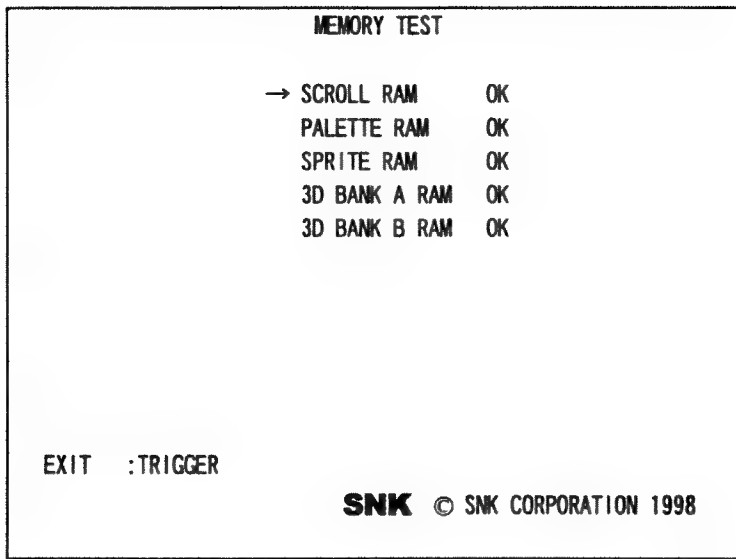 MEMORY TEST
→ SCROLL RAM OK
PALETTE RAM OK
SPRITE RAM OK
3D BANK A RAM OK
3D BANK B RAM OK
EXIT :TRIGGER
SNK © SNK CORPORATION 1998